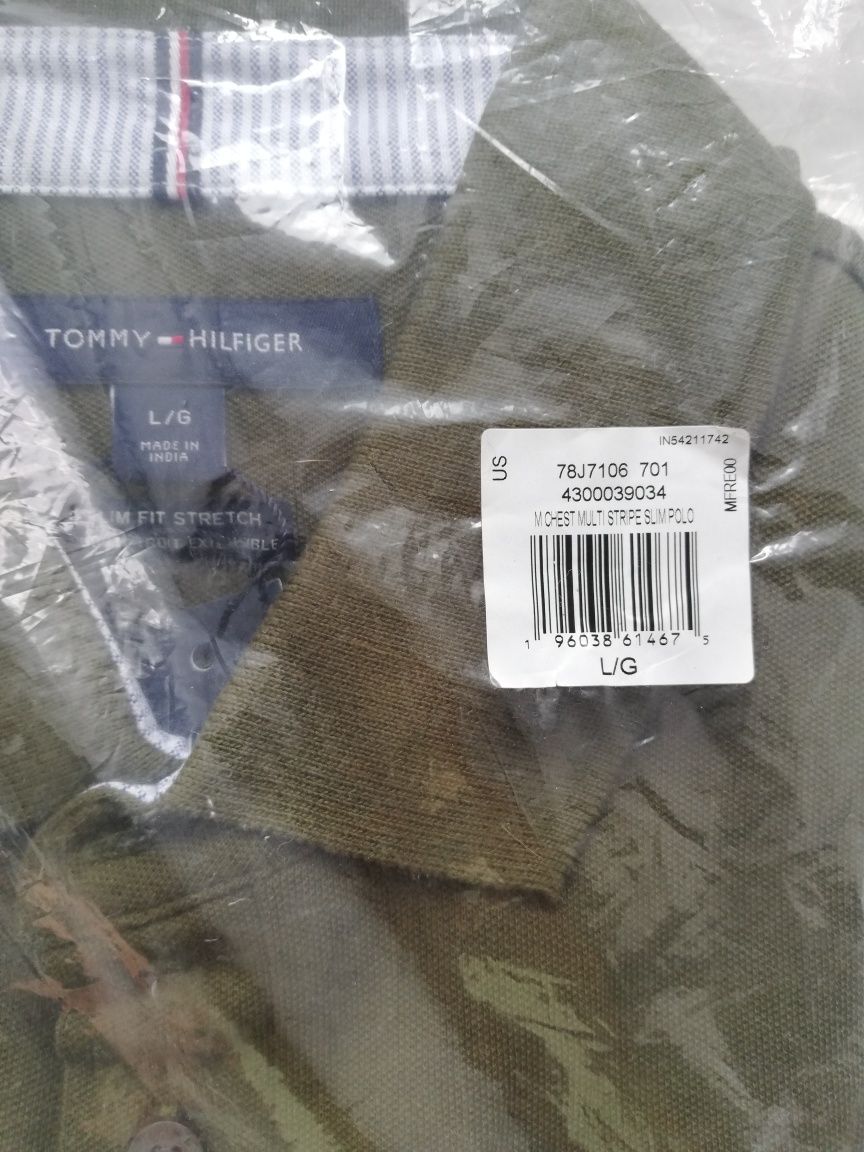 TOMMY HILFIGER
L/G
MADE IN
INDIA
IM FIT STRETCH
IN54211742
US
78J7106 701
4300039034
MFRE00
M CHEST MULTI STRIPE SLIM POLO
1 96038 61467 5
L/G